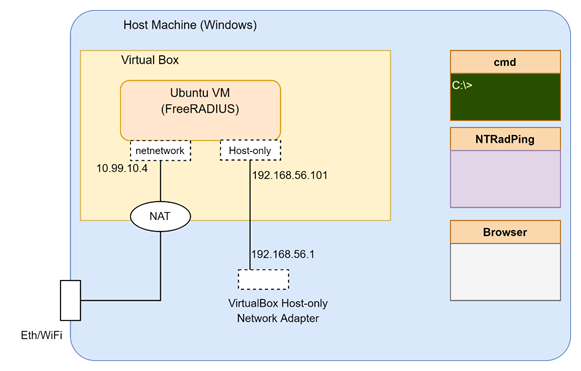 Host Machine (Windows)
Virtual Box
Ubuntu VM
(FreeRADIUS)
netnetwork
Host-only
10.99.10.4
192.168.56.101
NAT
192.168.56.1
VirtualBox Host-only
Network Adapter
Eth/WiFi
cmd
C:\>
NTRadPing
Browser